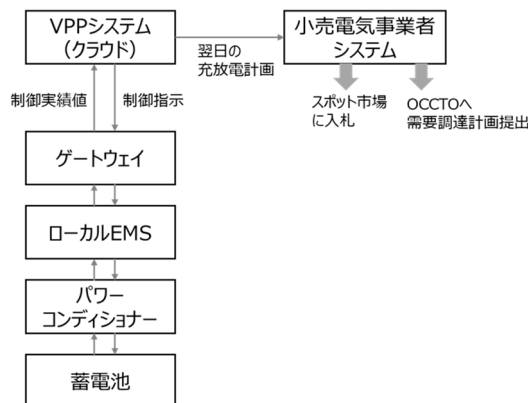 VPPシステム
(クラウド)
翌日の
充放電計画
小売電気事業者
システム
制御実績値
制御指示
スポット市場
に入札
OCCTOへ
需要調達計画提出
ゲートウェイ
ローカルEMS
パワー
コンディショナー
蓄電池